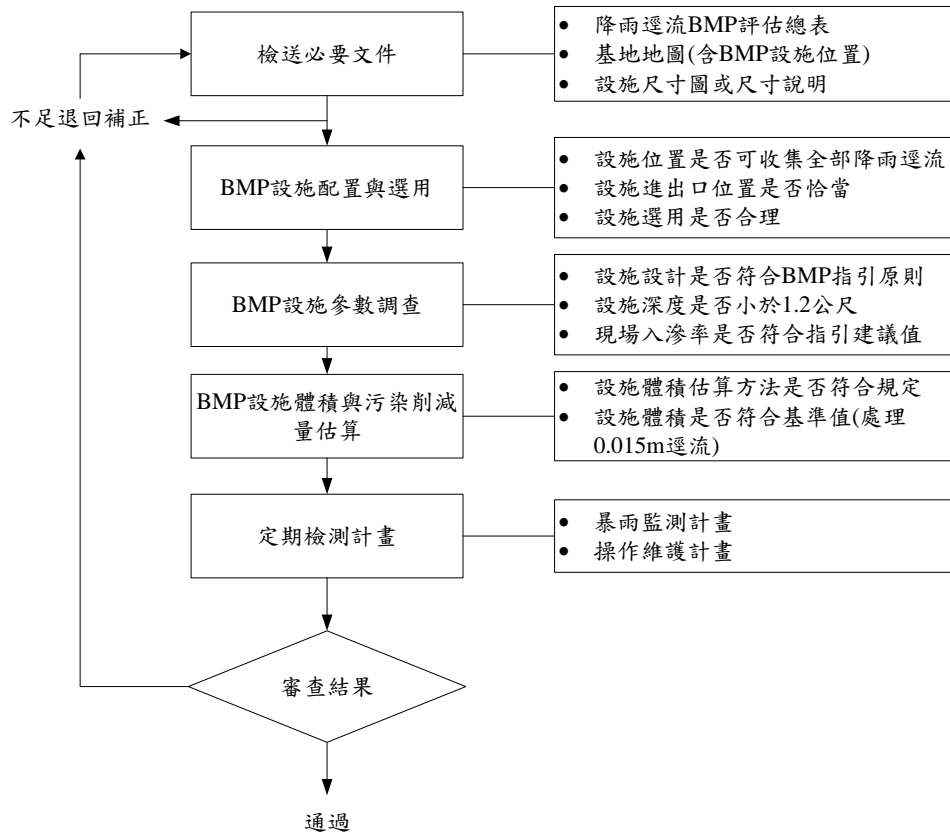 檢送必要文件
● 降雨逕流BMP評估總表
● 基地地圖(含BMP設施位置)
● 設施尺寸圖或尺寸說明
不足退回補正
BMP設施配置與選用
● 設施位置是否可收集全部降雨逕流
● 設施進出口位置是否恰當
● 設施選用是否合理
BMP設施參數調查
● 設施設計是否符合BMP指引原則
● 設施深度是否小於1.2公尺
● 現場入滲率是否符合指引建議值
BMP設施體積與污染削減
量估算
● 設施體積估算方法是否符合規定
● 設施體積是否符合基準值(處理
0.015m逕流)
定期檢測計畫
● 暴雨監測計畫
● 操作維護計畫
審查結果
通過